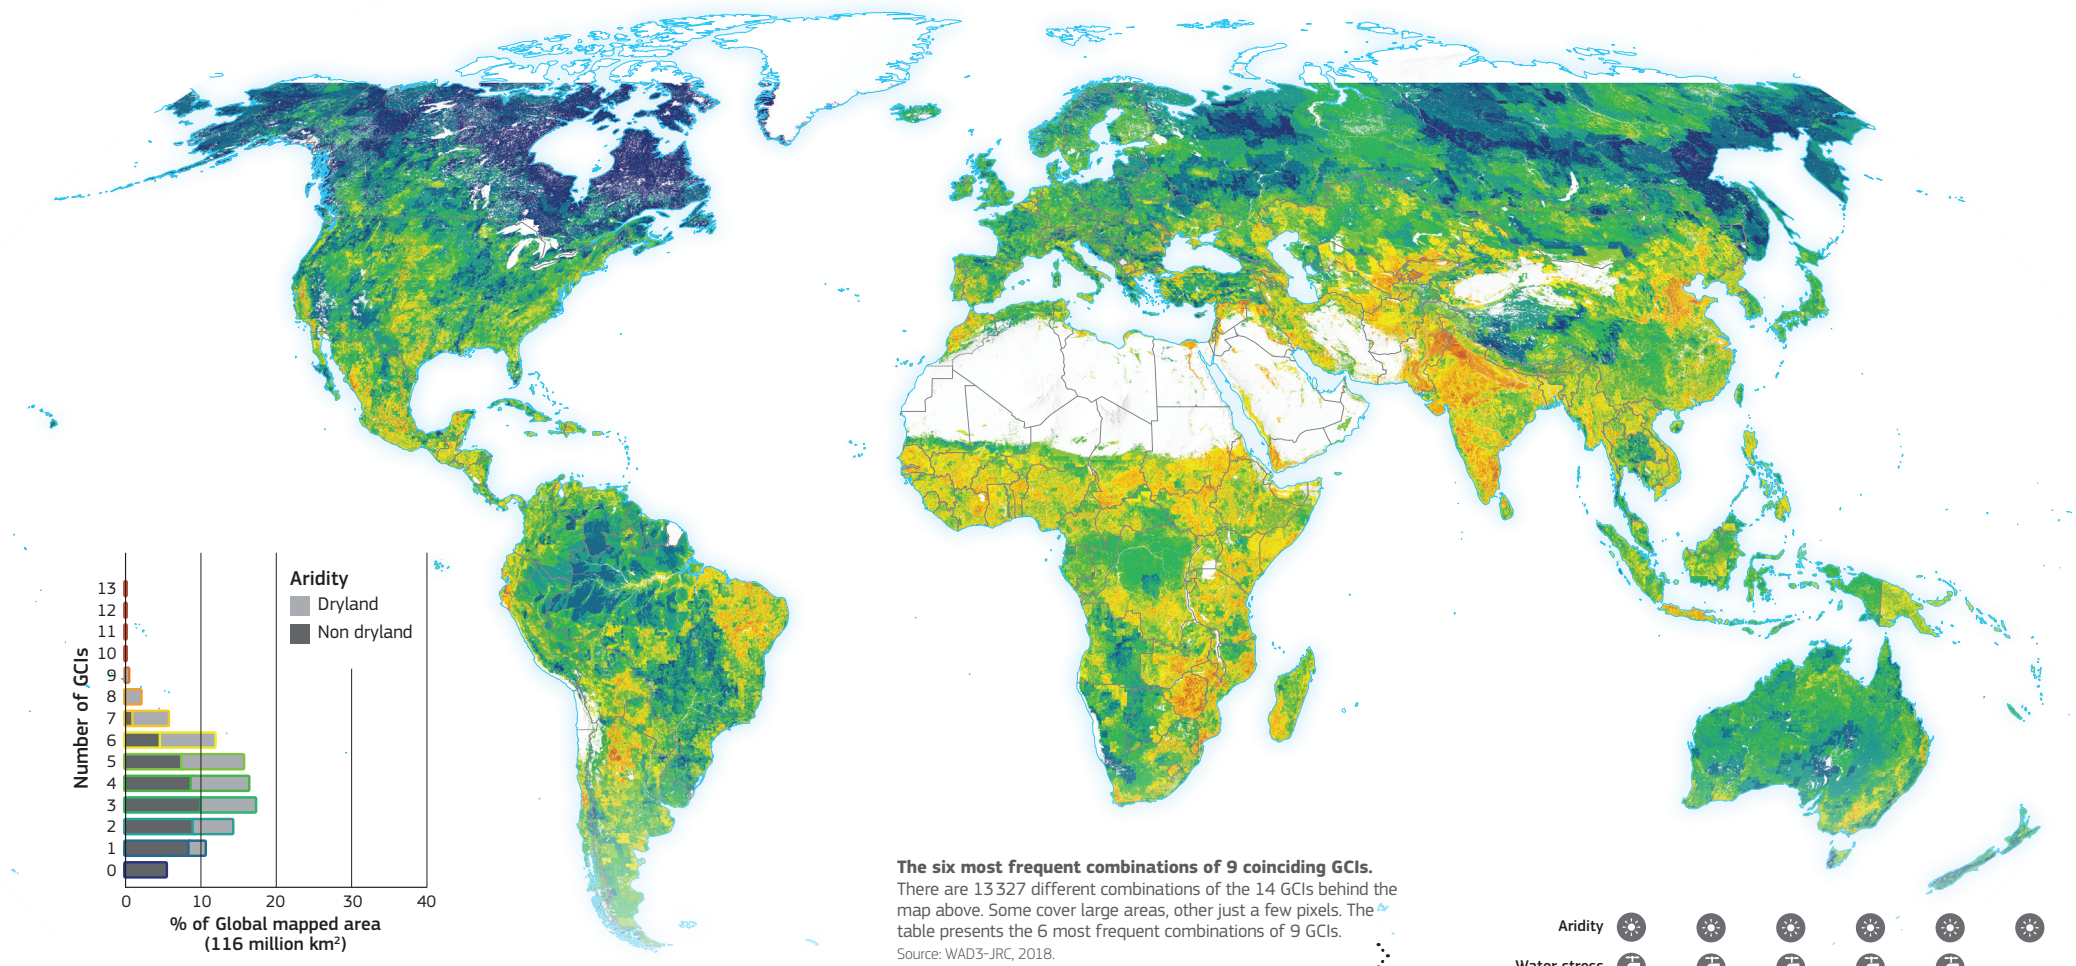 13
12
11
10
9
8
7
6
5
4
3
2
1
0
Number of GCIs
0 10 20 30 40
% of Global mapped area
(116 million km²)
Aridity
Dryland
Non dryland
The six most frequent combinations of 9 coinciding GCIs.
There are 13 327 different combinations of the 14 GCIs behind the
map above. Some cover large areas, other just a few pixels. The
table presents the 6 most frequent combinations of 9 GCIs.
Source: WAD3-JRC, 2018.
Aridity
Water stress